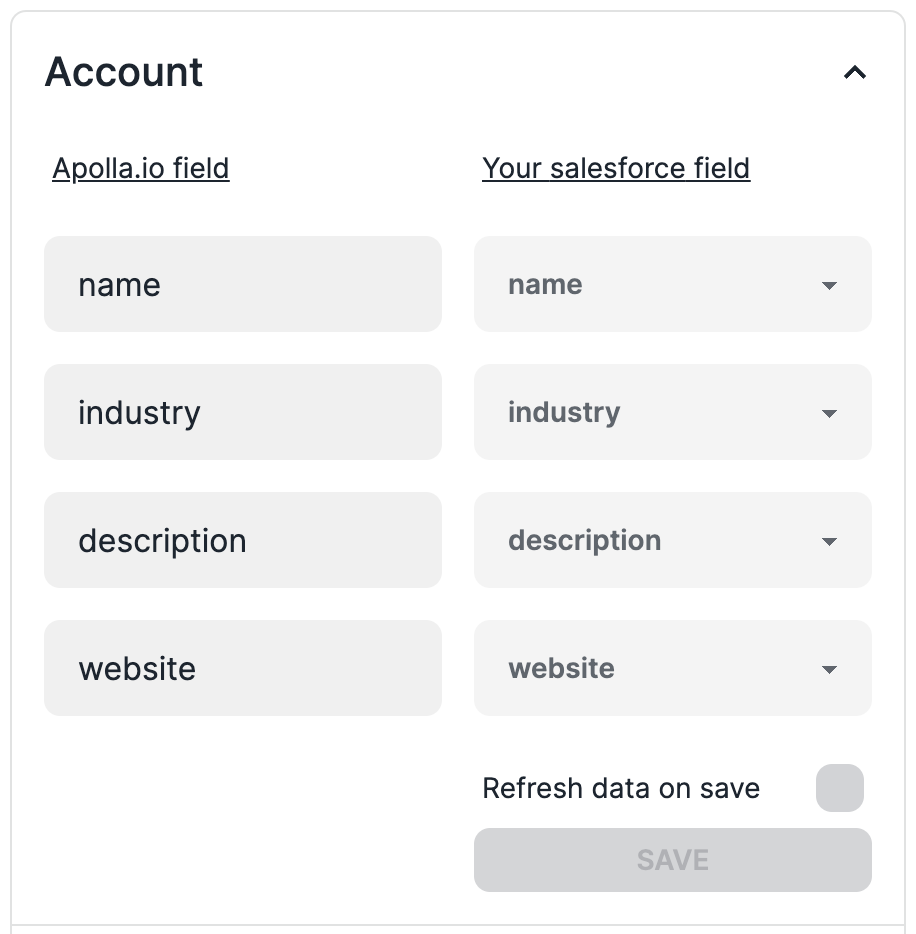 Account
Apolla.io field
Your salesforce field
name
name
industry
industry
description
description
website
website
Refresh data on save
SAVE